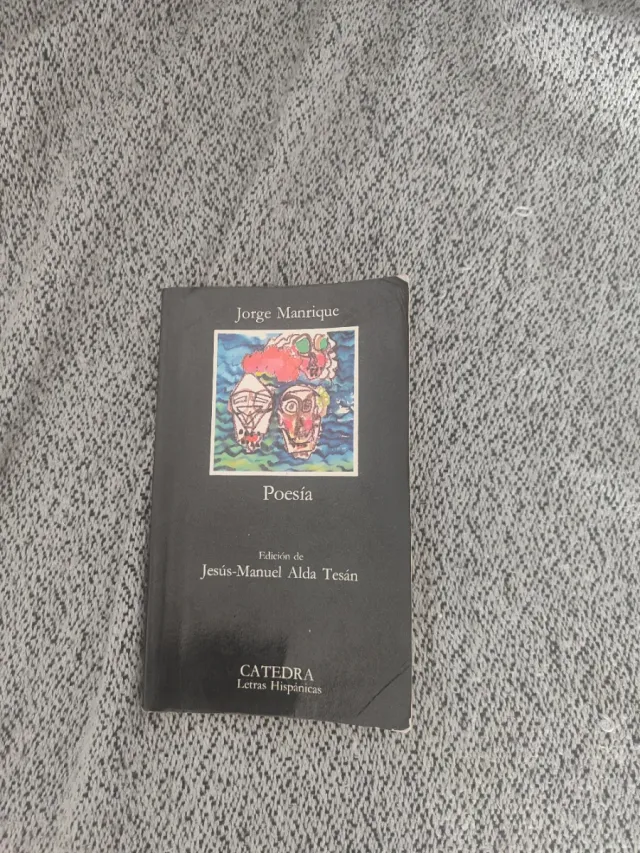 Jorge Manrique
Poesía
Edición de
Jesús-Manuel Alda Tesán
CATEDRA
Letras Hispánicas